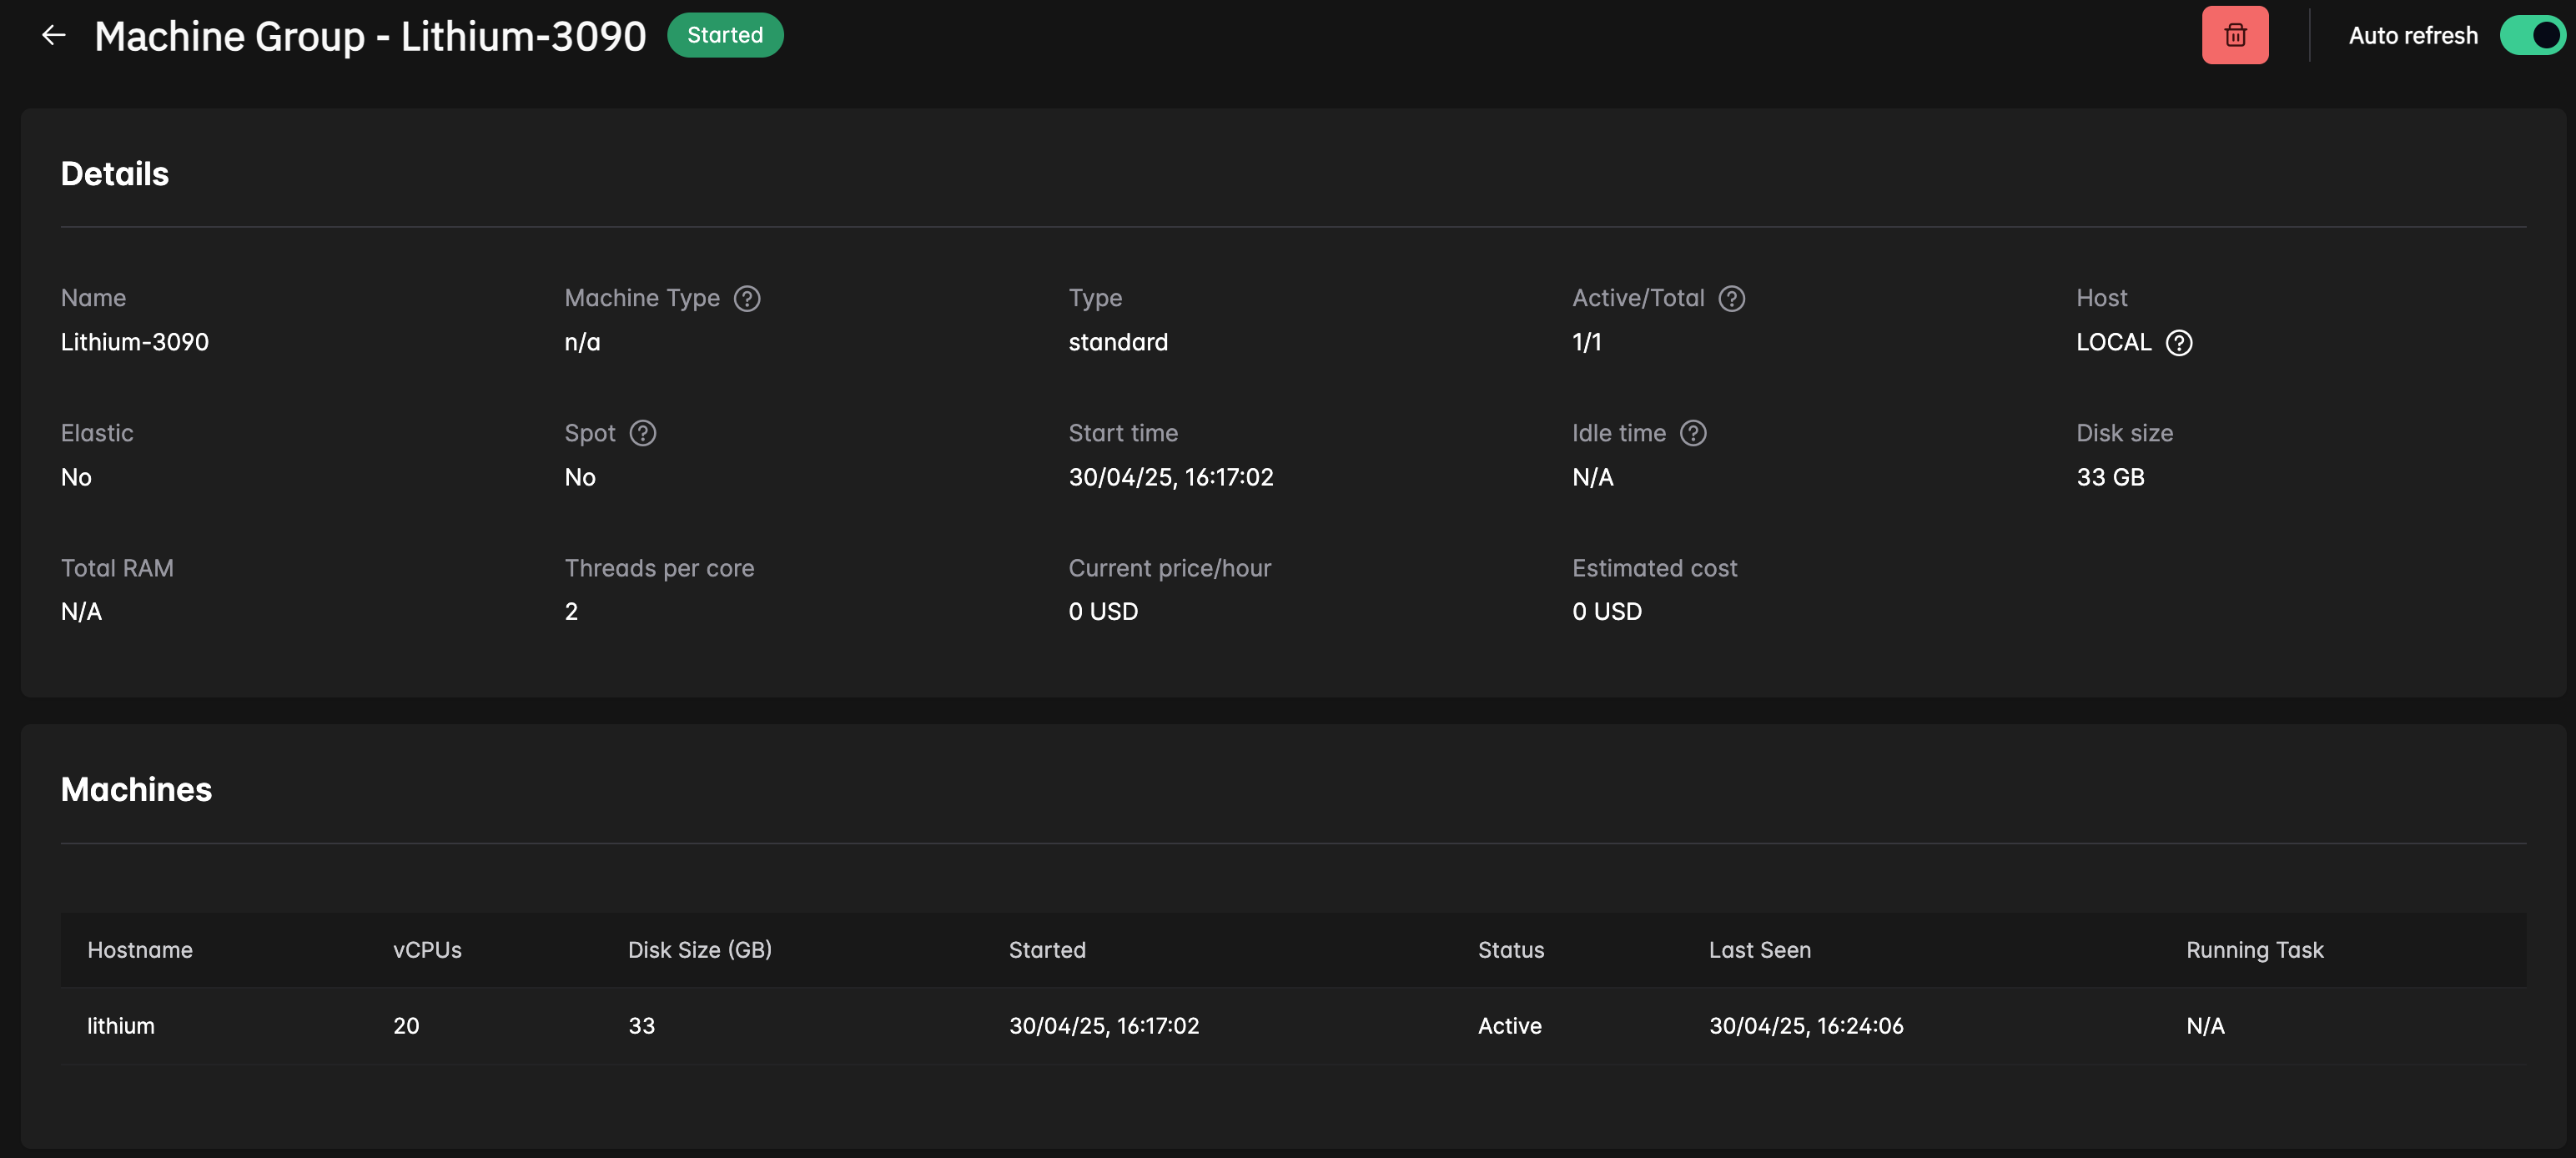 Machine Group - Lithium-3090 Started Auto refresh
Details
Name Machine Type Type Active/Total Host
Lithium-3090 n/a standard 1/1 LOCAL
Elastic Spot Start time Idle time Disk size
No No 30/04/25, 16:17:02 N/A 33 GB
Total RAM Threads per core Current price/hour Estimated cost
N/A 2 0 USD 0 USD
Machines
Hostname vCPUs Disk Size (GB) Started Status Last Seen Running Task
lithium 20 33 30/04/25, 16:17:02 Active 30/04/25, 16:24:06 N/A